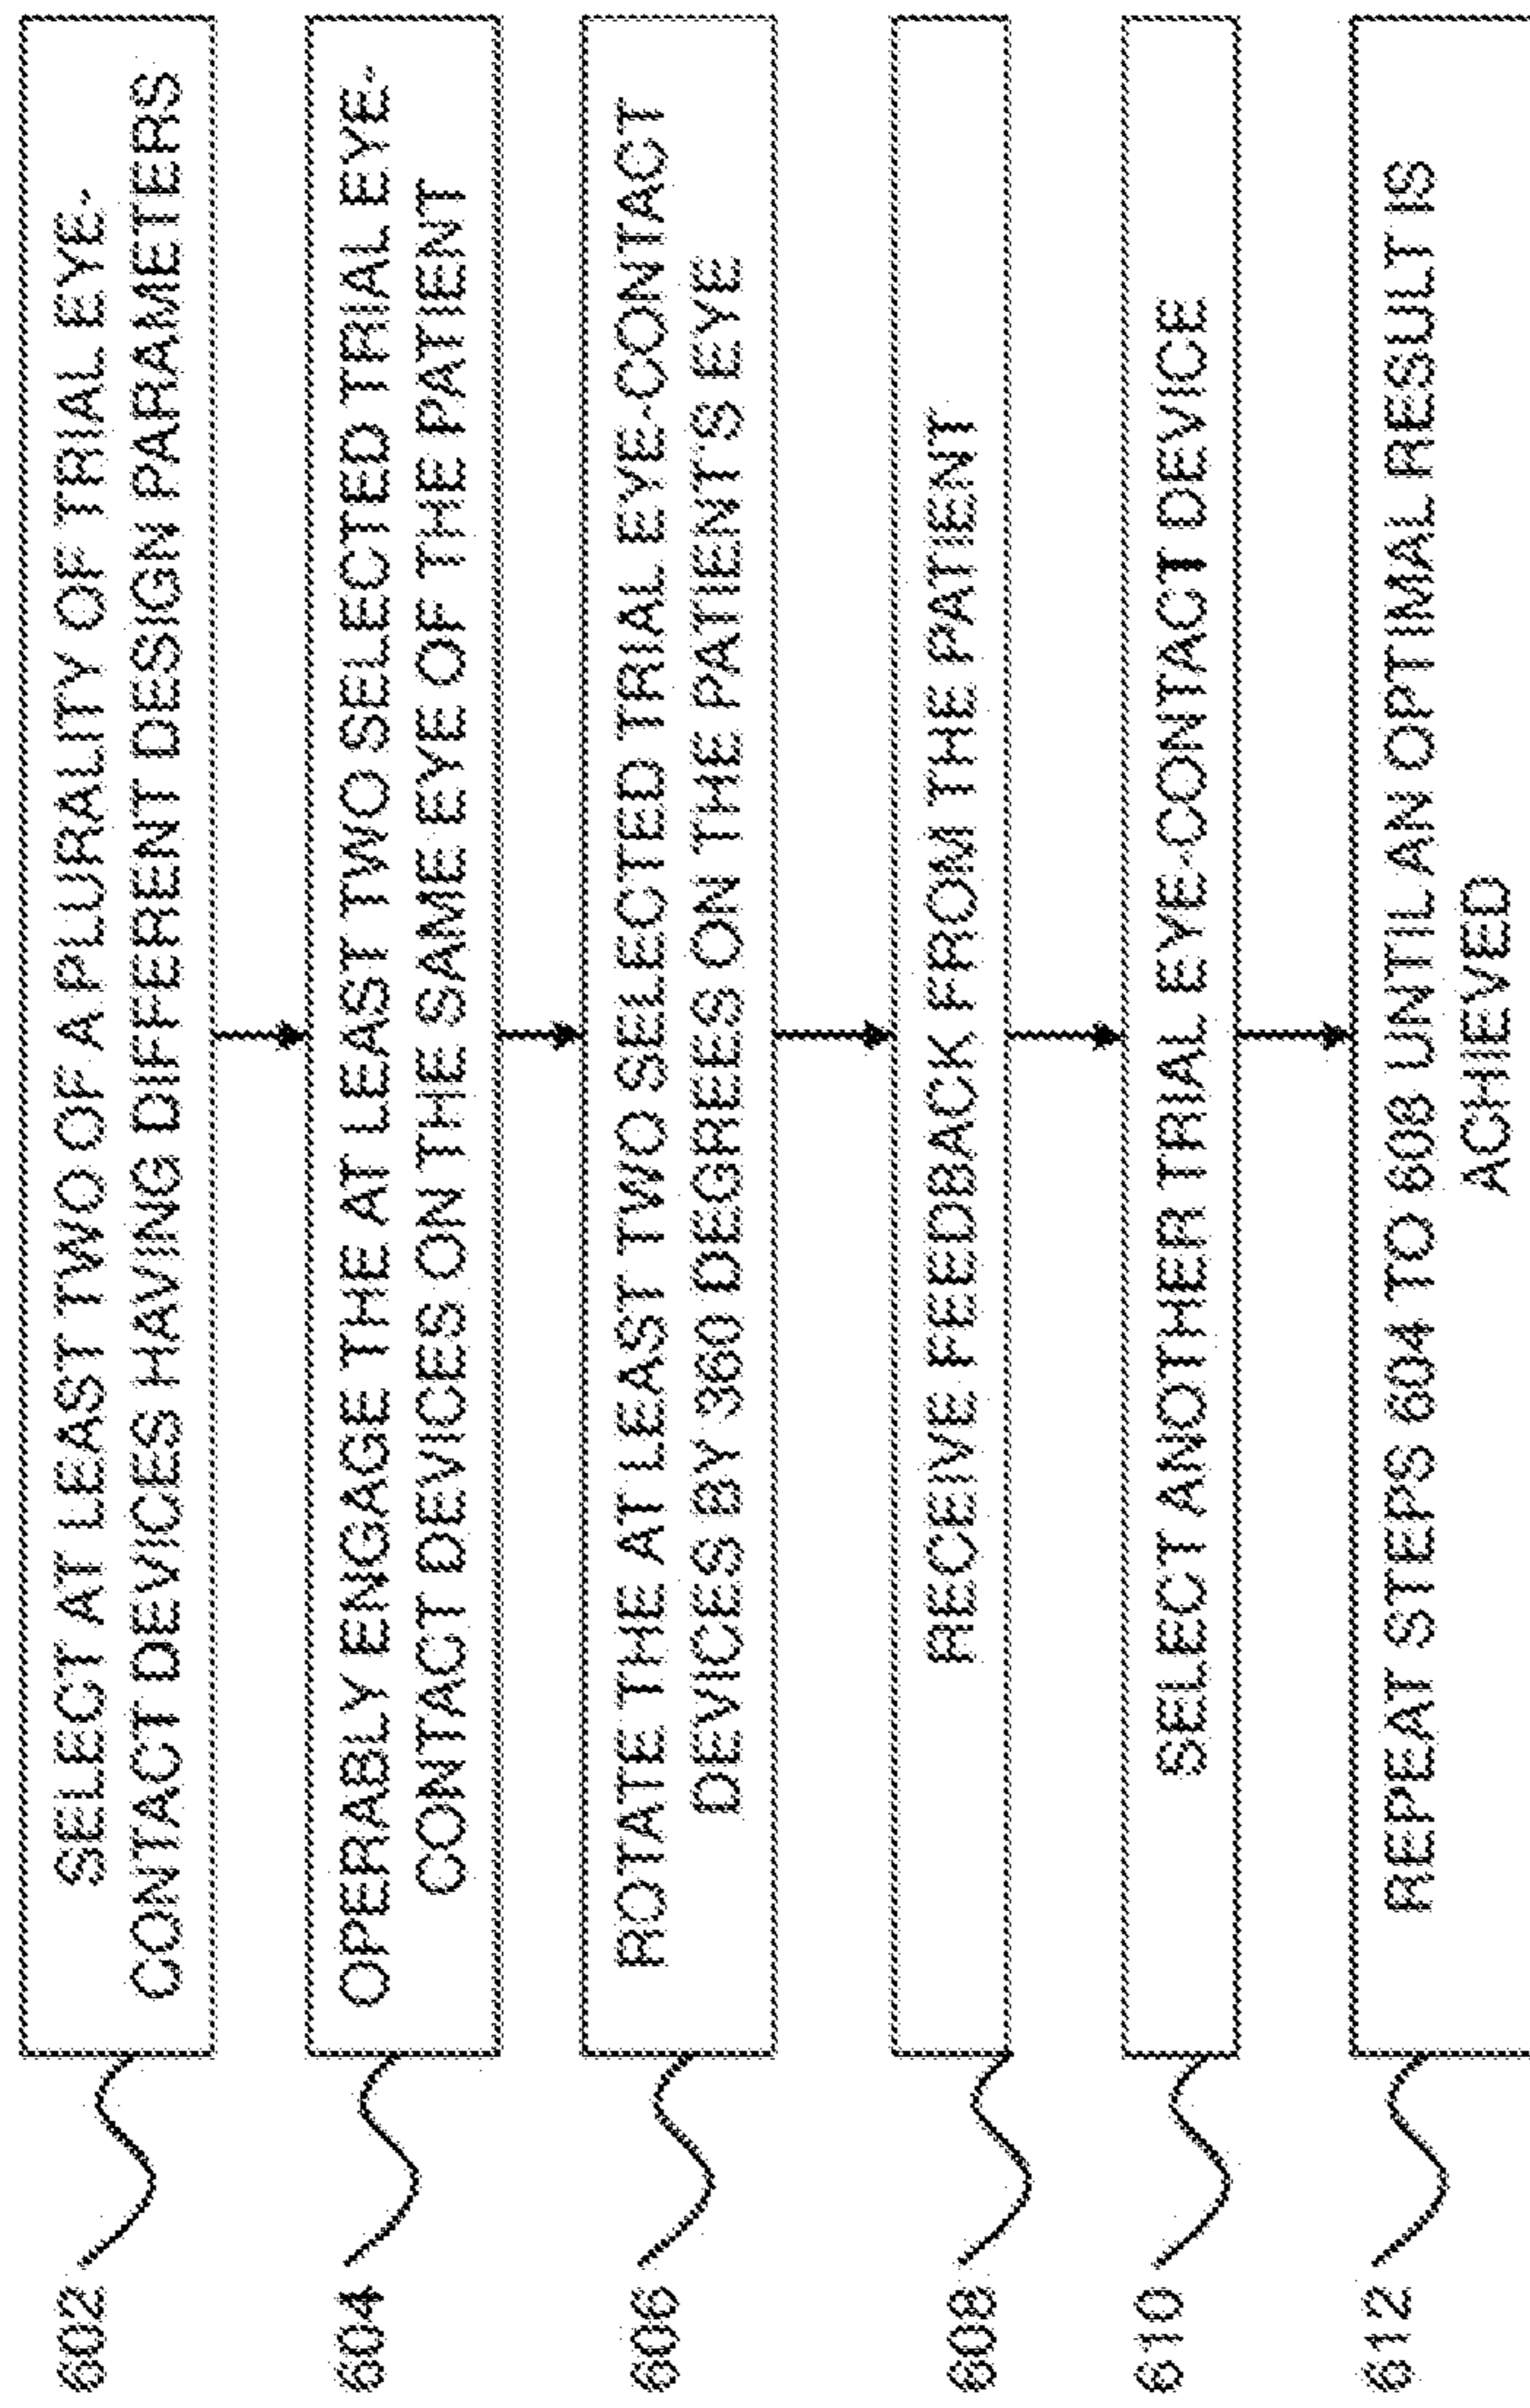 602
SELECT AT LEAST TWO OF A PLURALITY OF TRIAL EYE-
CONTACT DEVICES HAVING DIFFERENT DESIGN PARAMETERS
604
OPERABLY ENGAGE THE AT LEAST TWO SELECTED TRIAL EYE-
CONTACT DEVICES ON THE SAME EYE OF THE PATIENT
606
ROTATE THE AT LEAST TWO SELECTED TRIAL EYE-CONTACT
DEVICES BY 360 DEGREES ON THE PATIENT'S EYE
608
RECEIVE FEEDBACK FROM THE PATIENT
610
SELECT ANOTHER TRIAL EYE-CONTACT DEVICE
612
REPEAT STEPS 604 TO 608 UNTIL AN OPTIMAL RESULT IS
ACHIEVED